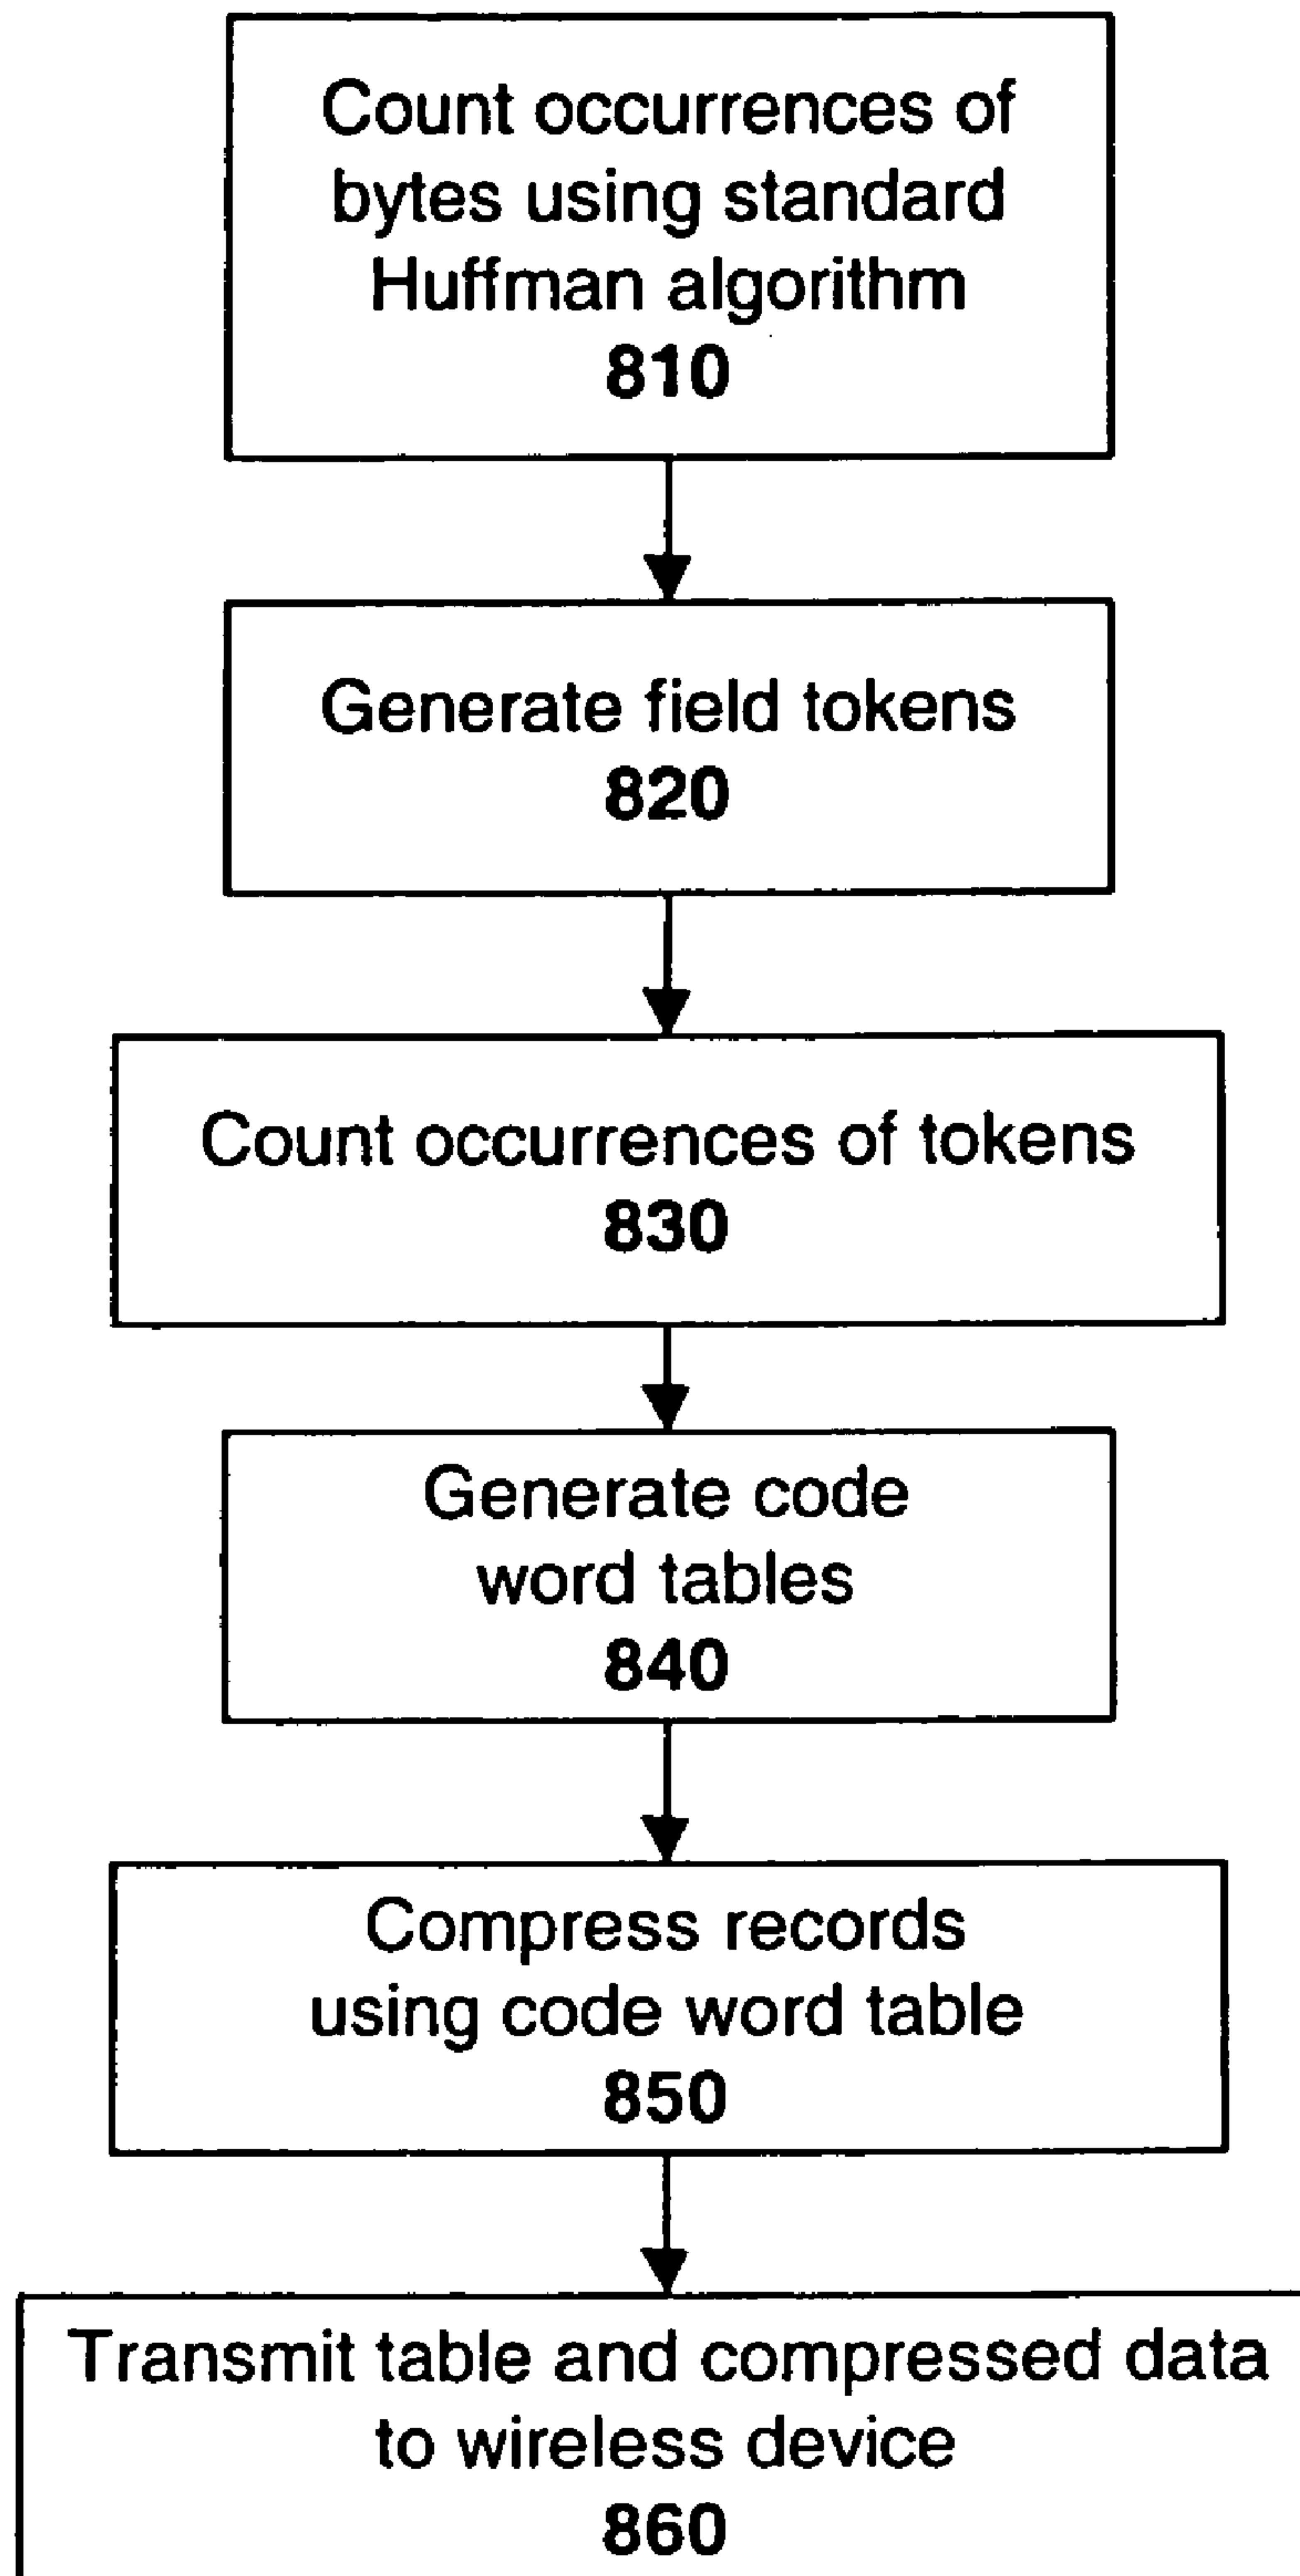 Count occurrences of
bytes using standard
Huffman algorithm
810
Generate field tokens
820
Count occurrences of tokens
830
Generate code
word tables
840
Compress records
using code word table
850
Transmit table and compressed data
to wireless device
860